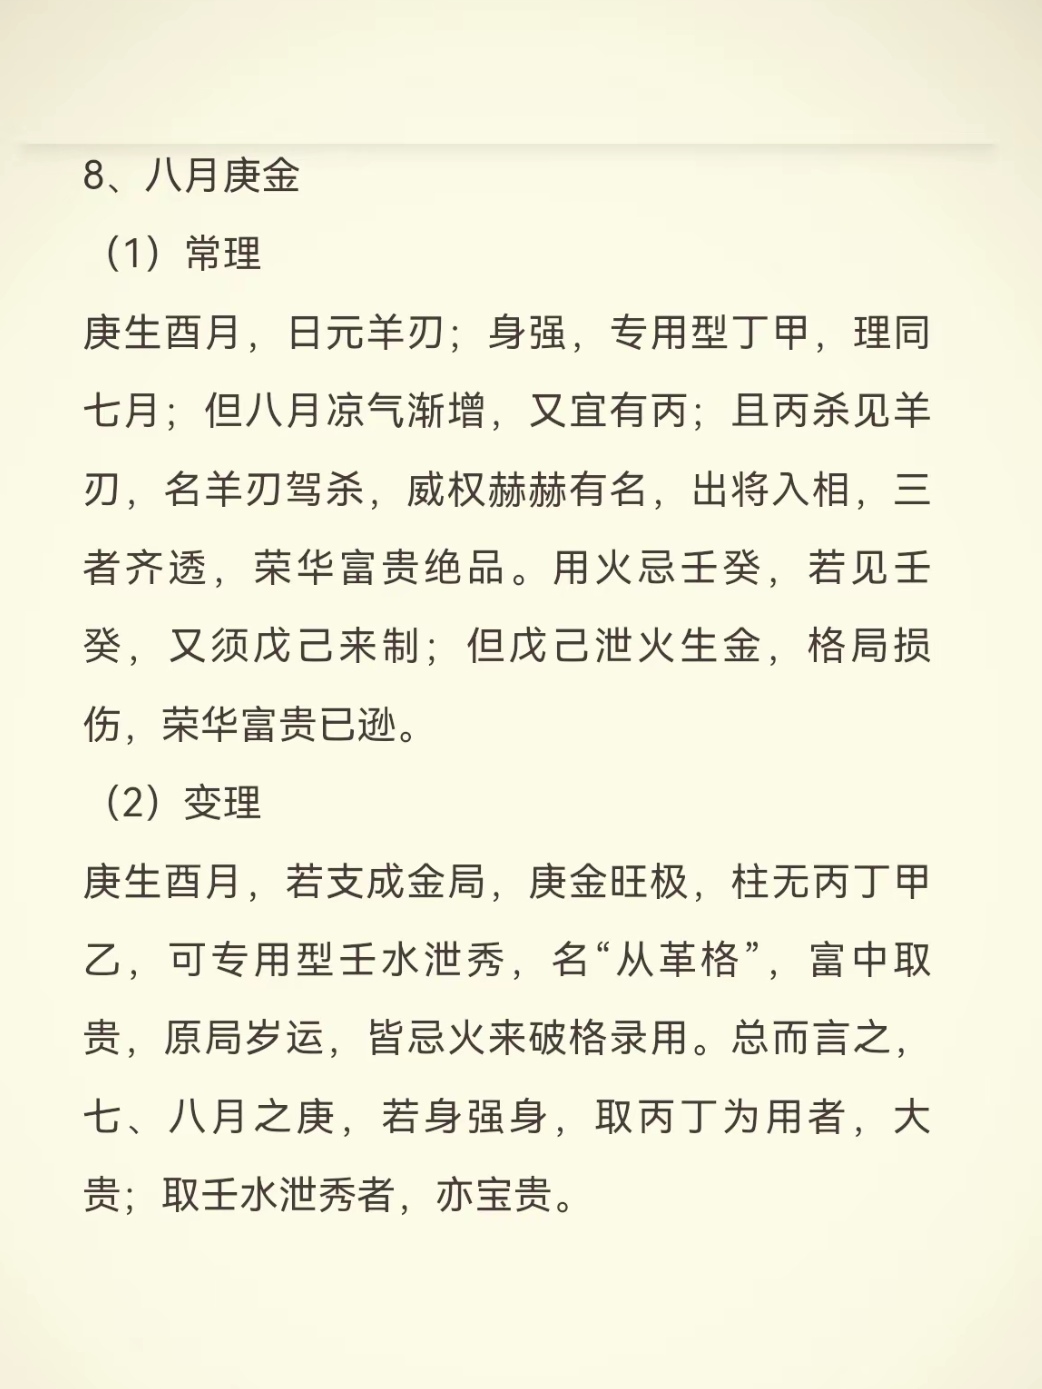 8、八月庚金
（1）常理
庚生酉月，日元羊刃；身强，专用型丁甲，理同
七月；但八月凉气渐增，又宜有丙；且丙杀见羊
刃，名羊刃驾杀，威权赫赫有名，出将入相，三
者齐透，荣华富贵绝品。用火忌壬癸，若见壬
癸，又须戊己来制；但戊己泄火生金，格局损
伤，荣华富贵已逊。
（2）变理
庚生酉月，若支成金局，庚金旺极，柱无丙丁甲
乙，可专用型壬水泄秀，名“从革格”，富中取
贵，原局岁运，皆忌火来破格录用。总而言之，
七、八月之庚，若身强身，取丙丁为用者，大
贵；取壬水泄秀者，亦宝贵。